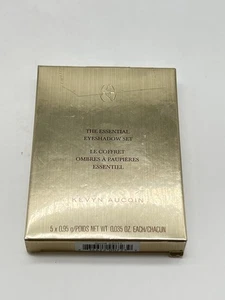 THE ESSENTIAL
EYESHADOW SET
LE COFFRET
OMBRES À PAUPIÈRES
ESSENTIEL
KEVYN AUCOIN
5 x 0.95 g/POIDS NET WT. 0.035 OZ. EACH/CHACUN